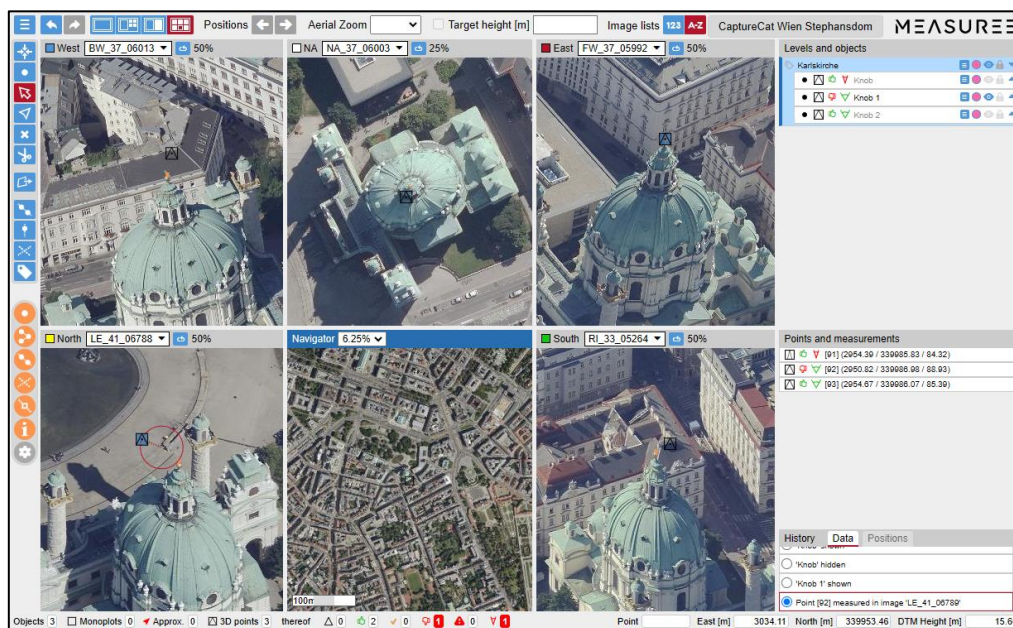 Positions Aerial Zoom Target height [m] Image lists 123 A-Z CaptureCat Wien Stephansdom MEASUREE
West BW_37_06013 50% NA NA_37_06003 25% East FW_37_05992 50% Levels and objects
Karlskirche
Knob
Knob 1
Knob 2
North LE_41_06788 50% Navigator 6.25% South RI_33_05264 50% Points and measurements
[91] (2954.39 / 339985.83 / 84.32)
[92] (2950.82 / 339986.98 / 88.93)
[93] (2954.67 / 339986.07 / 85.39)
History Data Positions
'Knob' hidden
'Knob 1' shown
100m
Point [92] measured in image 'LE_41_06789'
Objects 3 Monoplots 0 Approx. 0 3D points 3 thereof 0 2 0 1 0 1 Point East [m] 3034.11 North [m] 339953.46 DTM Height [m] 15.6